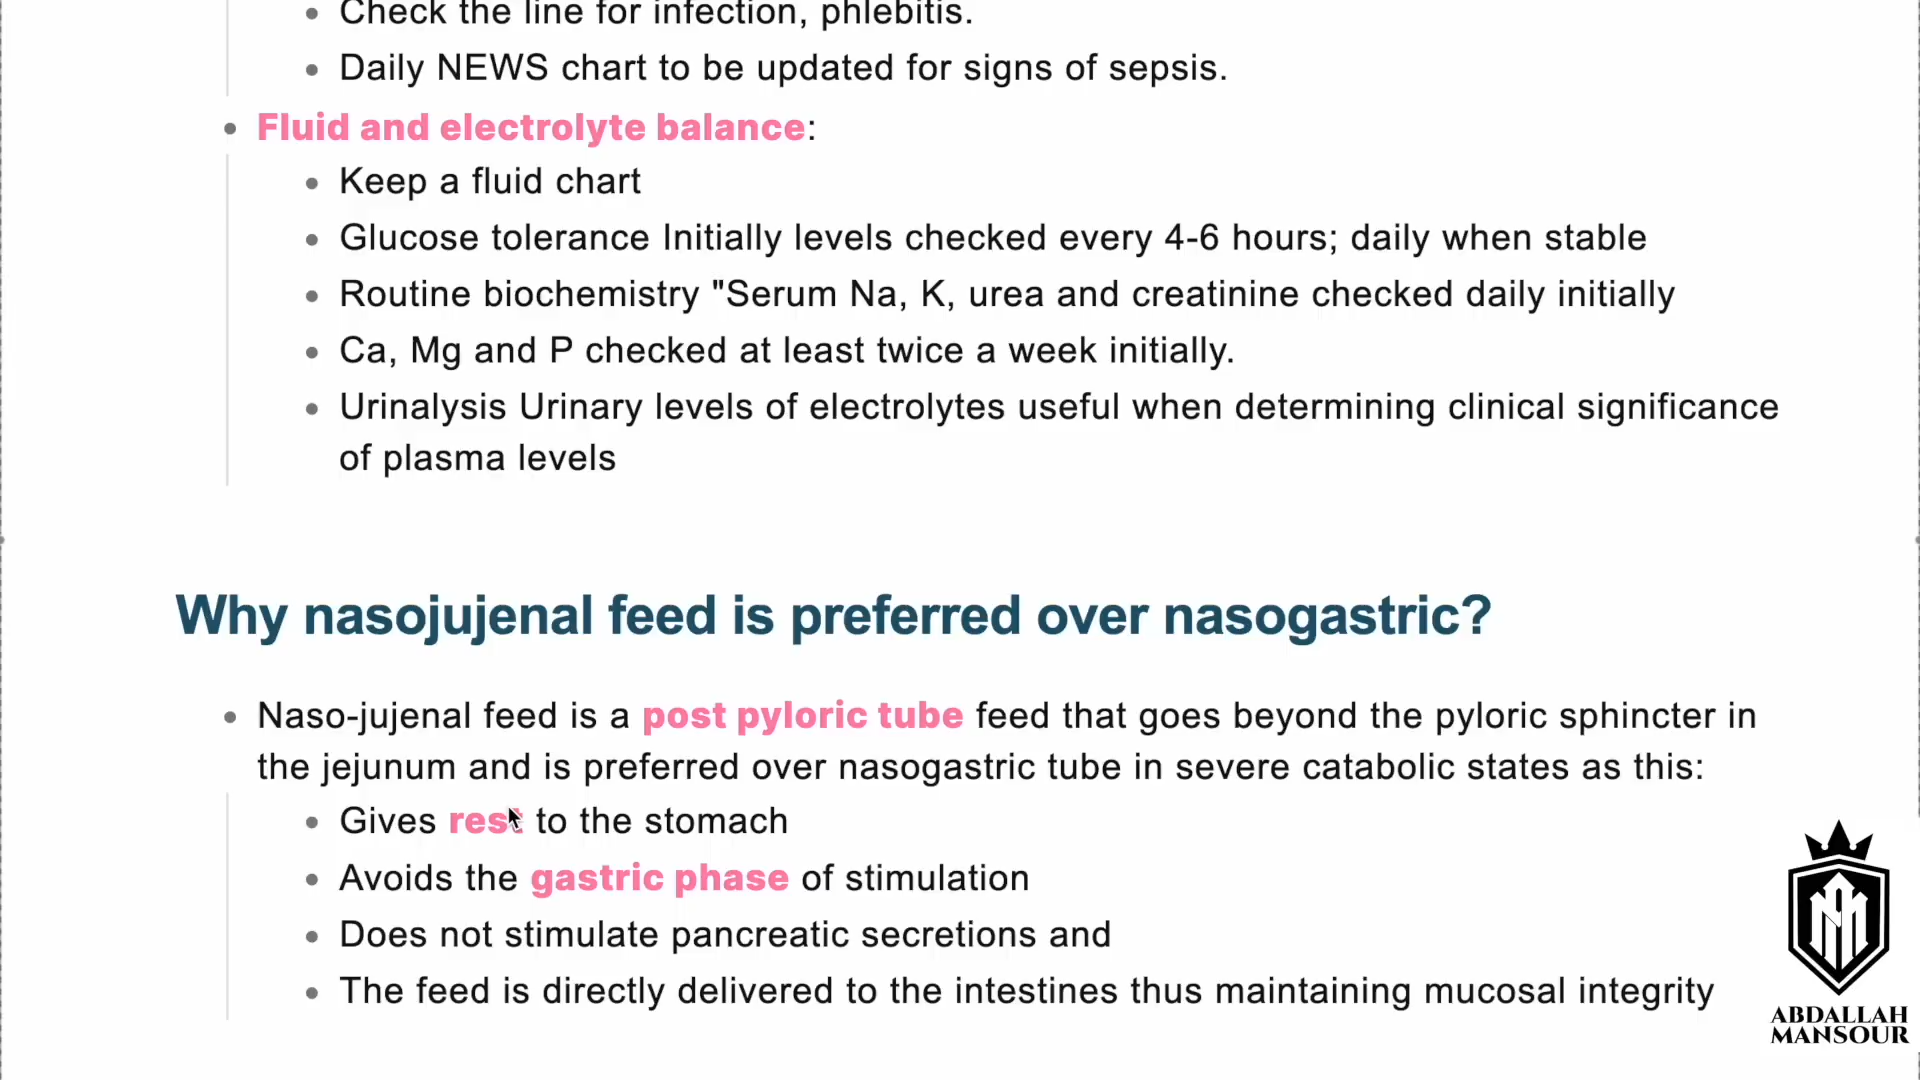 Check the line for infection, phlebitis.
Daily NEWS chart to be updated for signs of sepsis.
Fluid and electrolyte balance:
Keep a fluid chart
Glucose tolerance Initially levels checked every 4-6 hours; daily when stable
Routine biochemistry "Serum Na, K, urea and creatinine checked daily initially
Ca, Mg and P checked at least twice a week initially.
Urinalysis Urinary levels of electrolytes useful when determining clinical significance
of plasma levels
Why nasojujenal feed is preferred over nasogastric?
Naso-jujenal feed is a post pyloric tube feed that goes beyond the pyloric sphincter in
the jejunum and is preferred over nasogastric tube in severe catabolic states as this:
Gives rest to the stomach
Avoids the gastric phase of stimulation
Does not stimulate pancreatic secretions and
The feed is directly delivered to the intestines thus maintaining mucosal integrity
ABDALLAH
MANSOUR